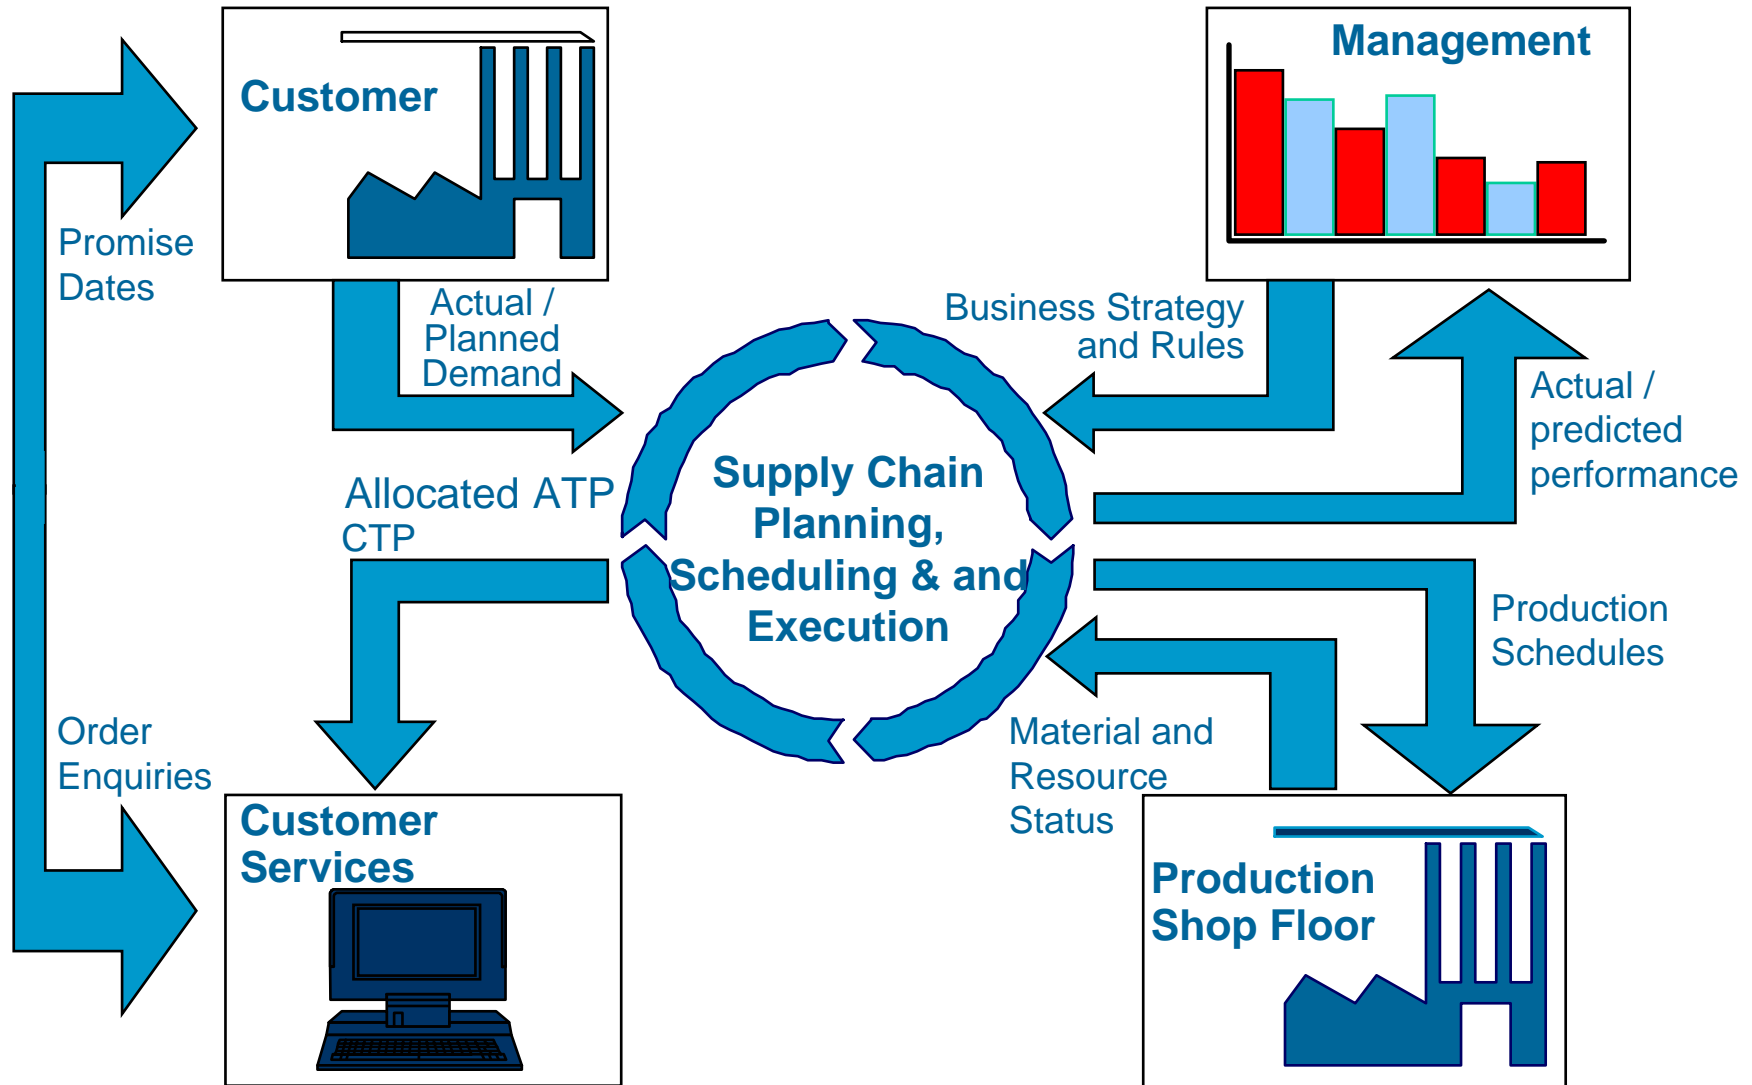 Customer
Management
Promise
Dates
Actual /
Planned
Demand
Business Strategy
and Rules
Actual /
predicted
performance
Allocated ATP
CTP
Supply Chain
Planning,
Scheduling & and
Execution
Production
Schedules
Order
Enquiries
Material and
Resource
Status
Customer
Services
Production
Shop Floor